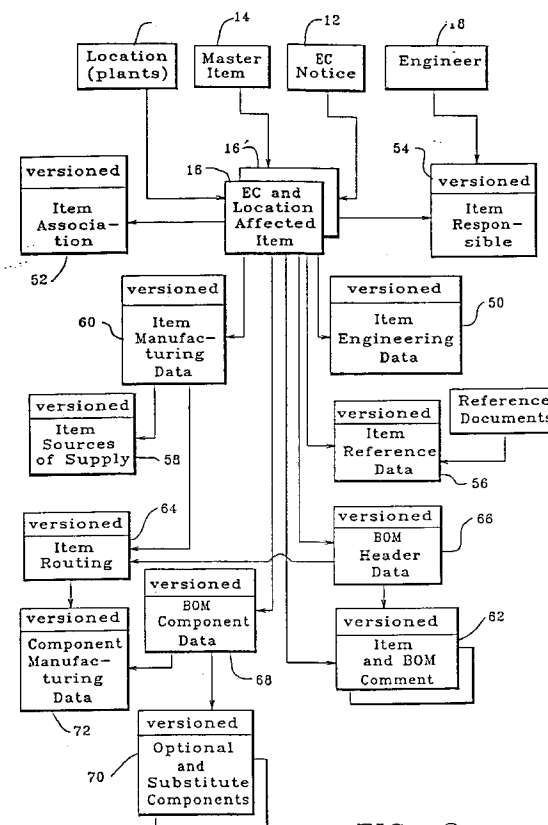 14
12
18
Location
(plants)
Master
Item
EC
Notice
Engineer
16'
16
54
versioned
Item
Associa-
tion
52
EC and
Location
Affected
Item
versioned
Item
Respon-
sible
versioned
Item
Manufac-
turing
Data
60
versioned
Item
Engineering
Data
50
versioned
Item
Sources
of Supply
58
versioned
Item
Reference
Data
56
Reference
Documents
64
versioned
Item
Routing
versioned
BOM
Header
Data
66
versioned
BOM
Component
Data
68
versioned
Component
Manufac-
turing
Data
72
versioned
Item
and BOM
Comment
62
versioned
Optional
and
Substitute
Components
70